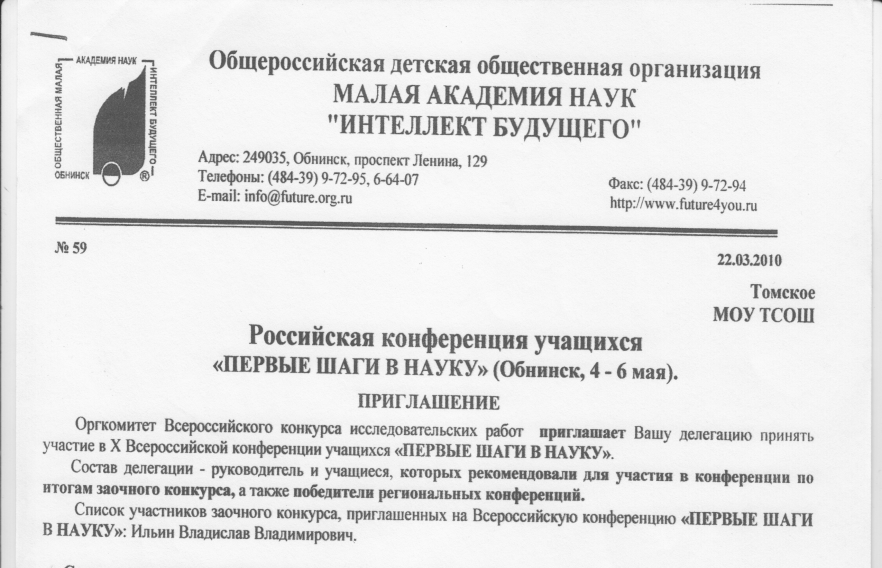 ОБЩЕСТВЕННАЯ МАЛАЯ
АКАДЕМИЯ НАУК
ИНТЕЛЛЕКТ БУДУЩЕГО
ОБНИНСК
®
Общероссийская детская общественная организация
МАЛАЯ АКАДЕМИЯ НАУК
"ИНТЕЛЛЕКТ БУДУЩЕГО"
Адрес: 249035, Обнинск, проспект Ленина, 129
Телефоны: (484-39) 9-72-95, 6-64-07
Факс: (484-39) 9-72-94
E-mail: info@future.org.ru
http://www.future4you.ru
№ 59
22.03.2010
Томское
МОУ ТСОШ
Российская конференция учащихся
«ПЕРВЫЕ ШАГИ В НАУКУ» (Обнинск, 4 - 6 мая).
ПРИГЛАШЕНИЕ
Оргкомитет Всероссийского конкурса исследовательских работ приглашает Вашу делегацию принять
участие в X Всероссийской конференции учащихся «ПЕРВЫЕ ШАГИ В НАУКУ».
Состав делегации - руководитель и учащиеся, которых рекомендовали для участия в конференции по
итогам заочного конкурса, а также победители региональных конференций.
Список участников заочного конкурса, приглашенных на Всероссийскую конференцию «ПЕРВЫЕ ШАГИ
В НАУКУ»: Ильин Владислав Владимирович.